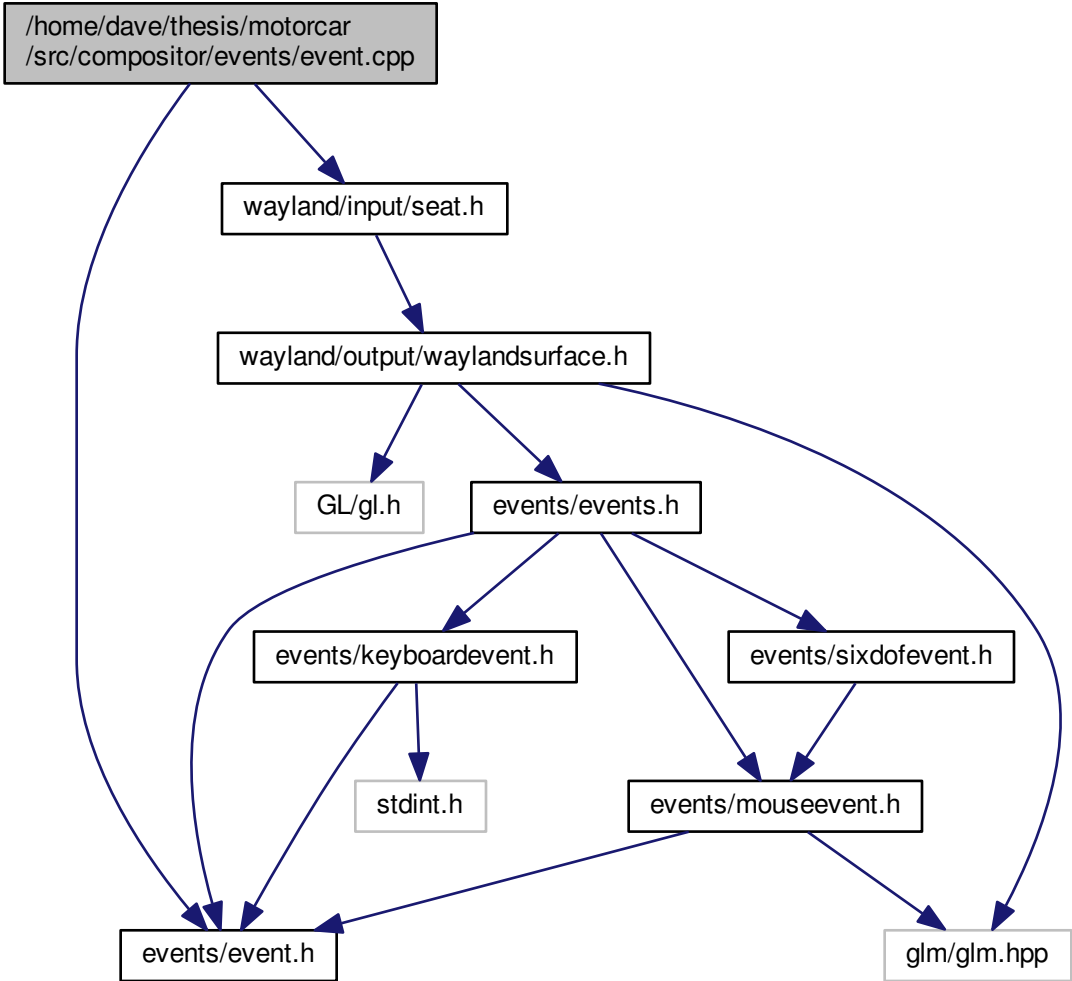 /home/dave/thesis/motorcar
/src/compositor/events/event.cpp
wayland/input/seat.h
wayland/output/waylandsurface.h
GL/gl.h
events/events.h
events/keyboardevent.h
events/sixdofevent.h
stdint.h
events/mouseevent.h
events/event.h
glm/glm.hpp